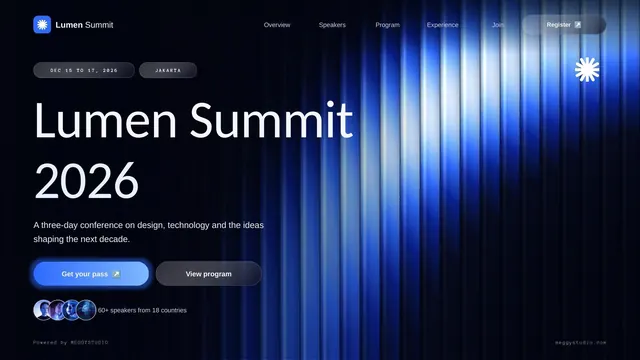 Lumen Summit
Overview
Speakers
Program
Experience
Join
Register
DEC 15 TO 17, 2026
JAKARTA
Lumen Summit
2026
A three-day conference on design, technology and the ideas
shaping the next decade.
Get your pass
View program
60+ speakers from 18 countries
Powered by MEGGYSTUDIO
meggystudio.com